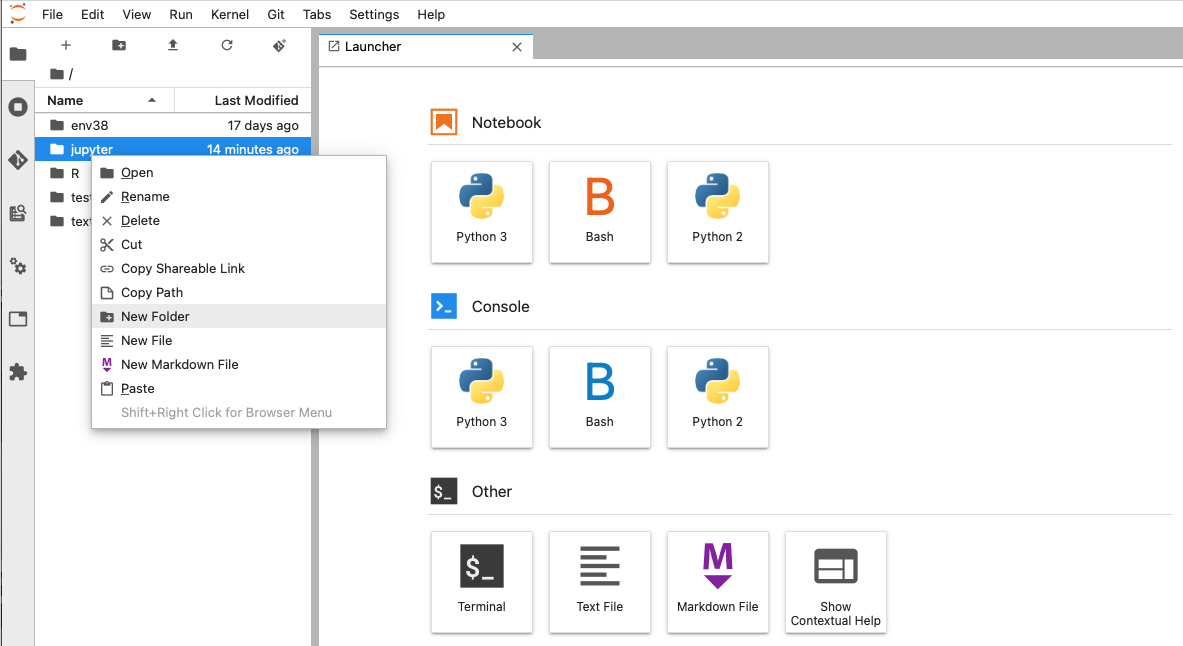 File Edit View Run Kernel Git Tabs Settings Help
Launcher
/
Name Last Modified
env38 17 days ago
jupyter 14 minutes ago
R
Open
Rename
Delete
Cut
Copy Shareable Link
Copy Path
New Folder
New File
New Markdown File
Paste
Shift+Right Click for Browser Menu
Notebook
Python 3 Bash Python 2
Console
Python 3 Bash Python 2
$_ Other
Terminal Text File Markdown File Show
Contextual Help